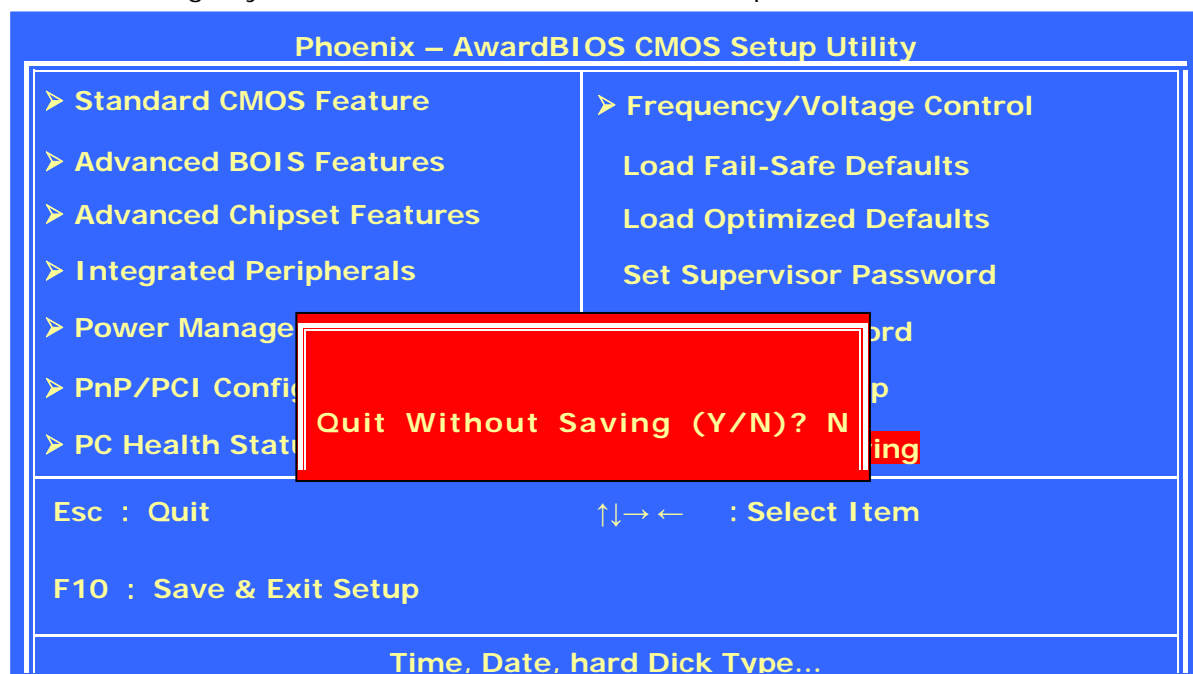 Phoenix – AwardBIOS CMOS Setup Utility
➢ Standard CMOS Feature
➢ Advanced BOIS Features
➢ Advanced Chipset Features
➢ Integrated Peripherals
➢ Power Manage
➢ PnP/PCI Config
➢ PC Health Statu
➢ Frequency/Voltage Control
Load Fail-Safe Defaults
Load Optimized Defaults
Set Supervisor Password
ord
p
ing
Quit Without Saving (Y/N)? N
Esc : Quit
↑↓→← : Select Item
F10 : Save & Exit Setup
Time, Date, hard Dick Type...